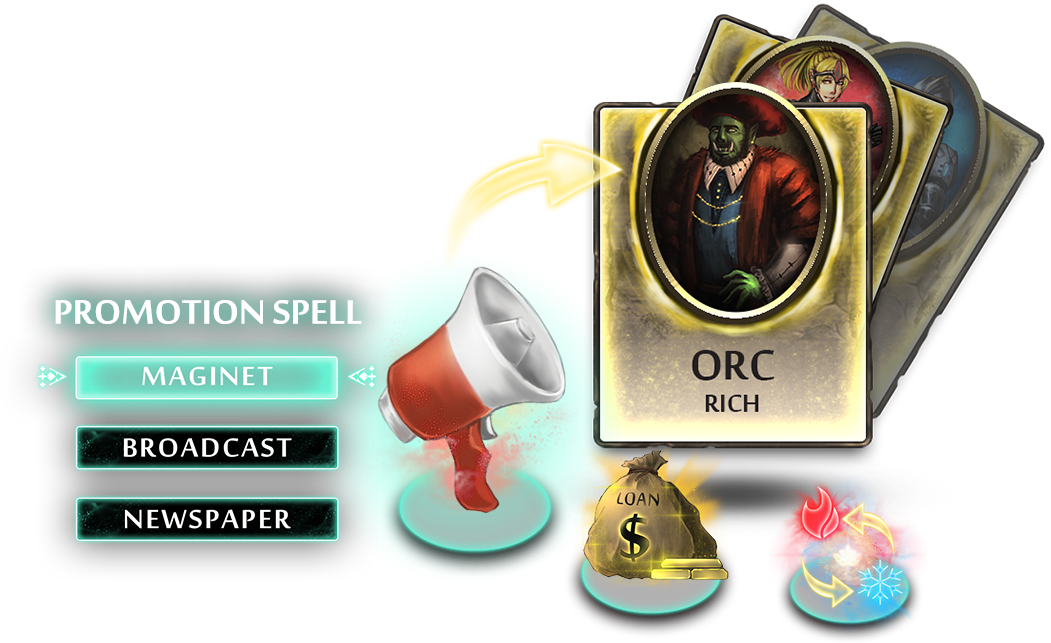 PROMOTION SPELL
MAGINET
BROADCAST
NEWSPAPER
ORC
RICH
LOAN
$